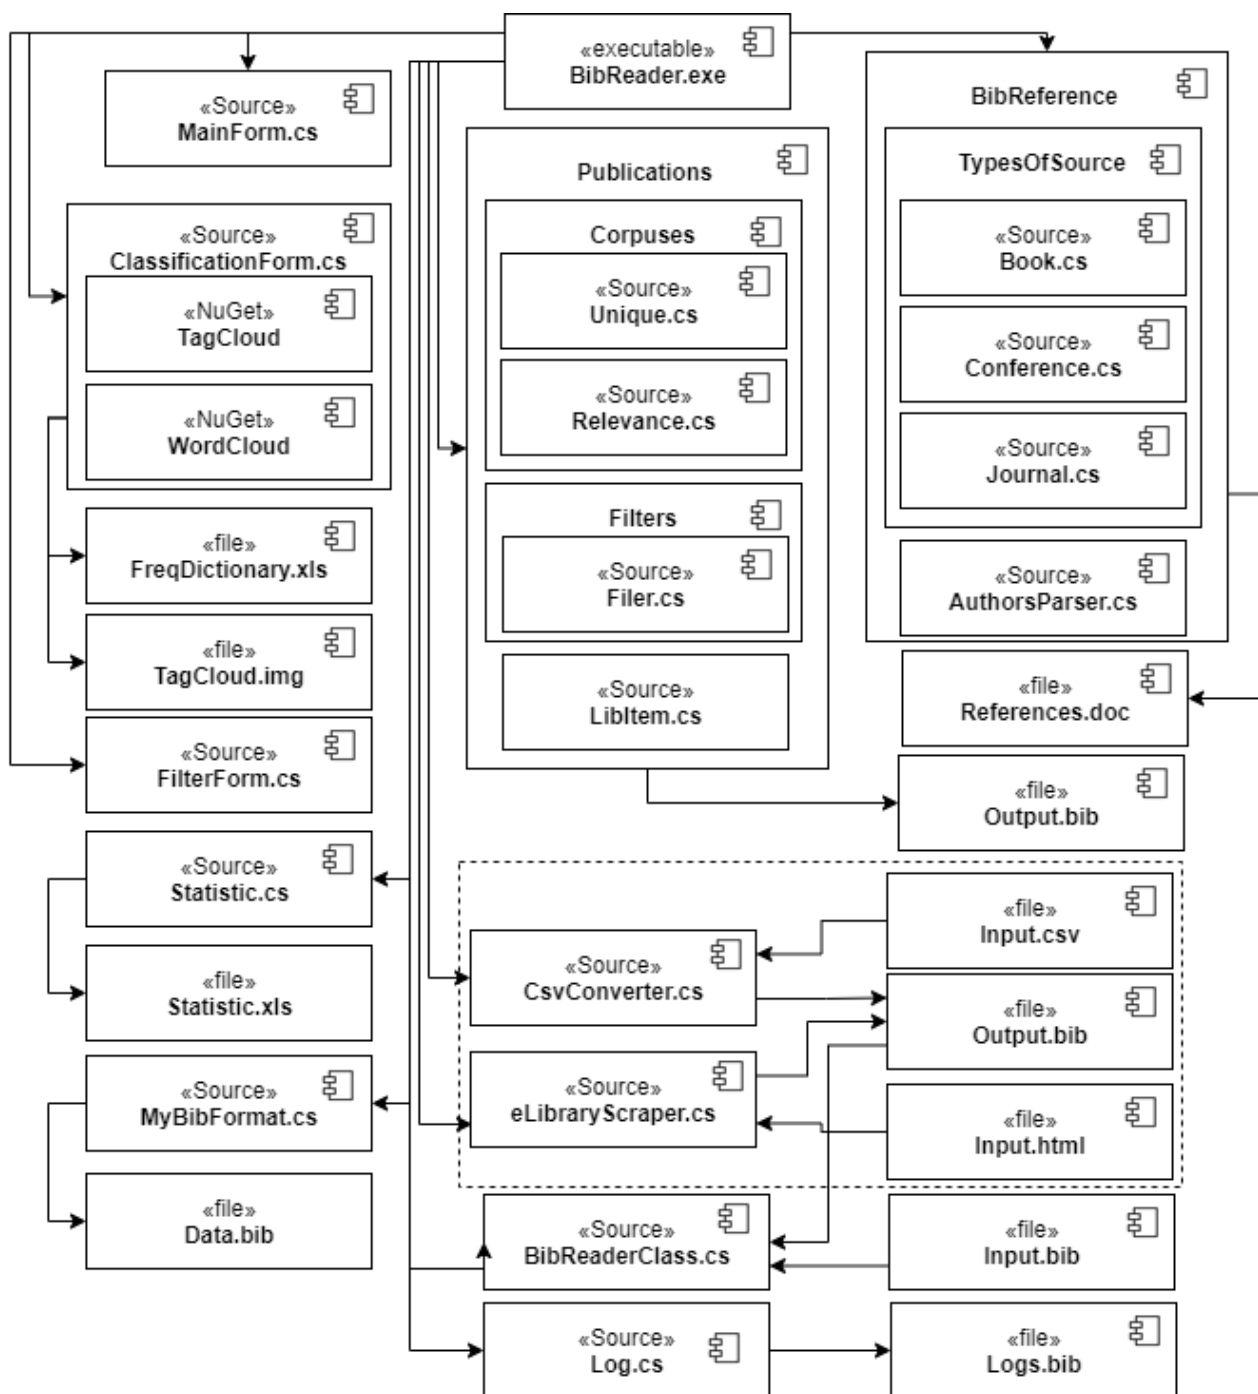 «executable»
BibReader.exe
«Source»
MainForm.cs
«Source»
ClassificationForm.cs
«NuGet»
TagCloud
«NuGet»
WordCloud
«file»
FreqDictionary.xls
«file»
TagCloud.img
«Source»
FilterForm.cs
«Source»
Statistic.cs
«file»
Statistic.xls
«Source»
MyBibFormat.cs
«file»
Data.bib
Publications
Corpuses
«Source»
Unique.cs
«Source»
Relevance.cs
Filters
«Source»
Filer.cs
«Source»
LibItem.cs
BibReference
TypesOfSource
«Source»
Book.cs
«Source»
Conference.cs
«Source»
Journal.cs
«Source»
AuthorsParser.cs
«file»
References.doc
«file»
Output.bib
«Source»
CsvConverter.cs
«Source»
eLibraryScraper.cs
«file»
Input.csv
«file»
Output.bib
«file»
Input.html
«Source»
BibReaderClass.cs
«file»
Input.bib
«Source»
Log.cs
«file»
Logs.bib